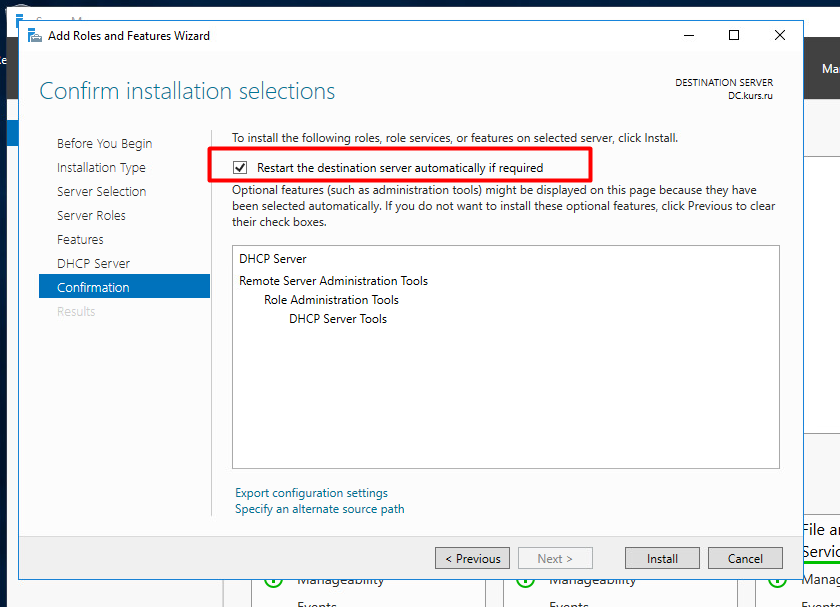 Add Roles and Features Wizard
Confirm installation selections
DESTINATION SERVER
DC.kurs.ru
Before You Begin
Installation Type
Server Selection
Server Roles
Features
DHCP Server
Confirmation
Results
To install the following roles, role services, or features on selected server, click Install.
Restart the destination server automatically if required
Optional features (such as administration tools) might be displayed on this page because they have
been selected automatically. If you do not want to install these optional features, click Previous to clear
their check boxes.
DHCP Server
Remote Server Administration Tools
Role Administration Tools
DHCP Server Tools
Export configuration settings
Specify an alternate source path
< Previous
Next >
Install
Cancel
Manageability
Manageability
Events
Events